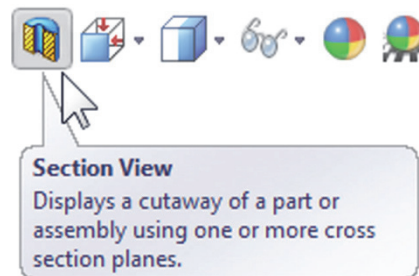 Section View
Displays a cutaway of a part or
assembly using one or more cross
section planes.